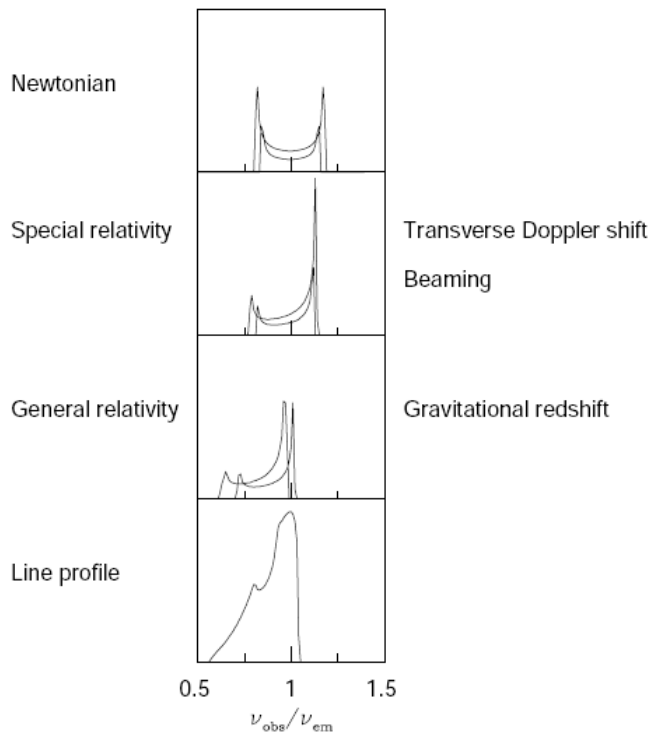 Newtonian
Special relativity
Transverse Doppler shift
Beaming
General relativity
Gravitational redshift
Line profile
0.5 1 1.5
ν_obs/ν_em